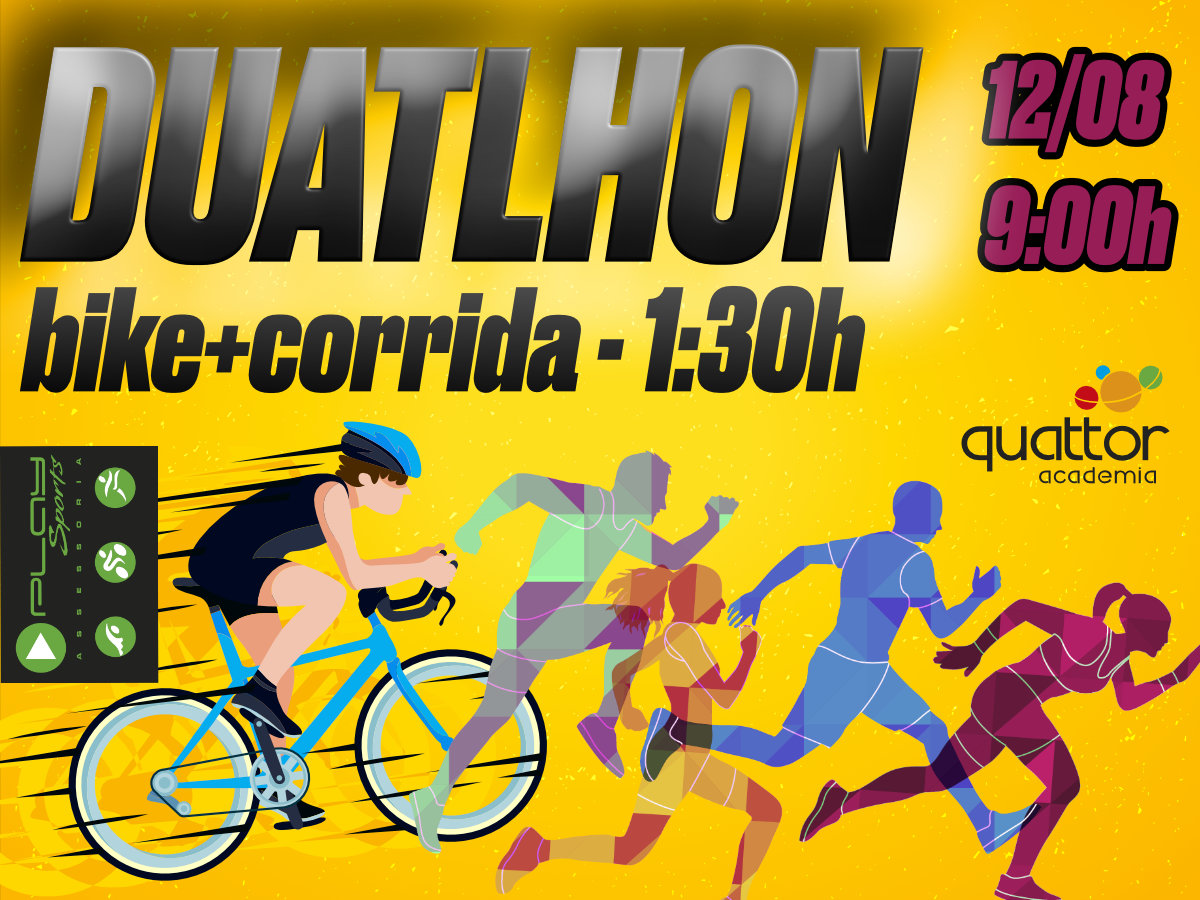 DUATLHON
12/08
9:00h
bike+corrida - 1:30h
quattor
academia
PLAY
Sports
ASSESSORIA